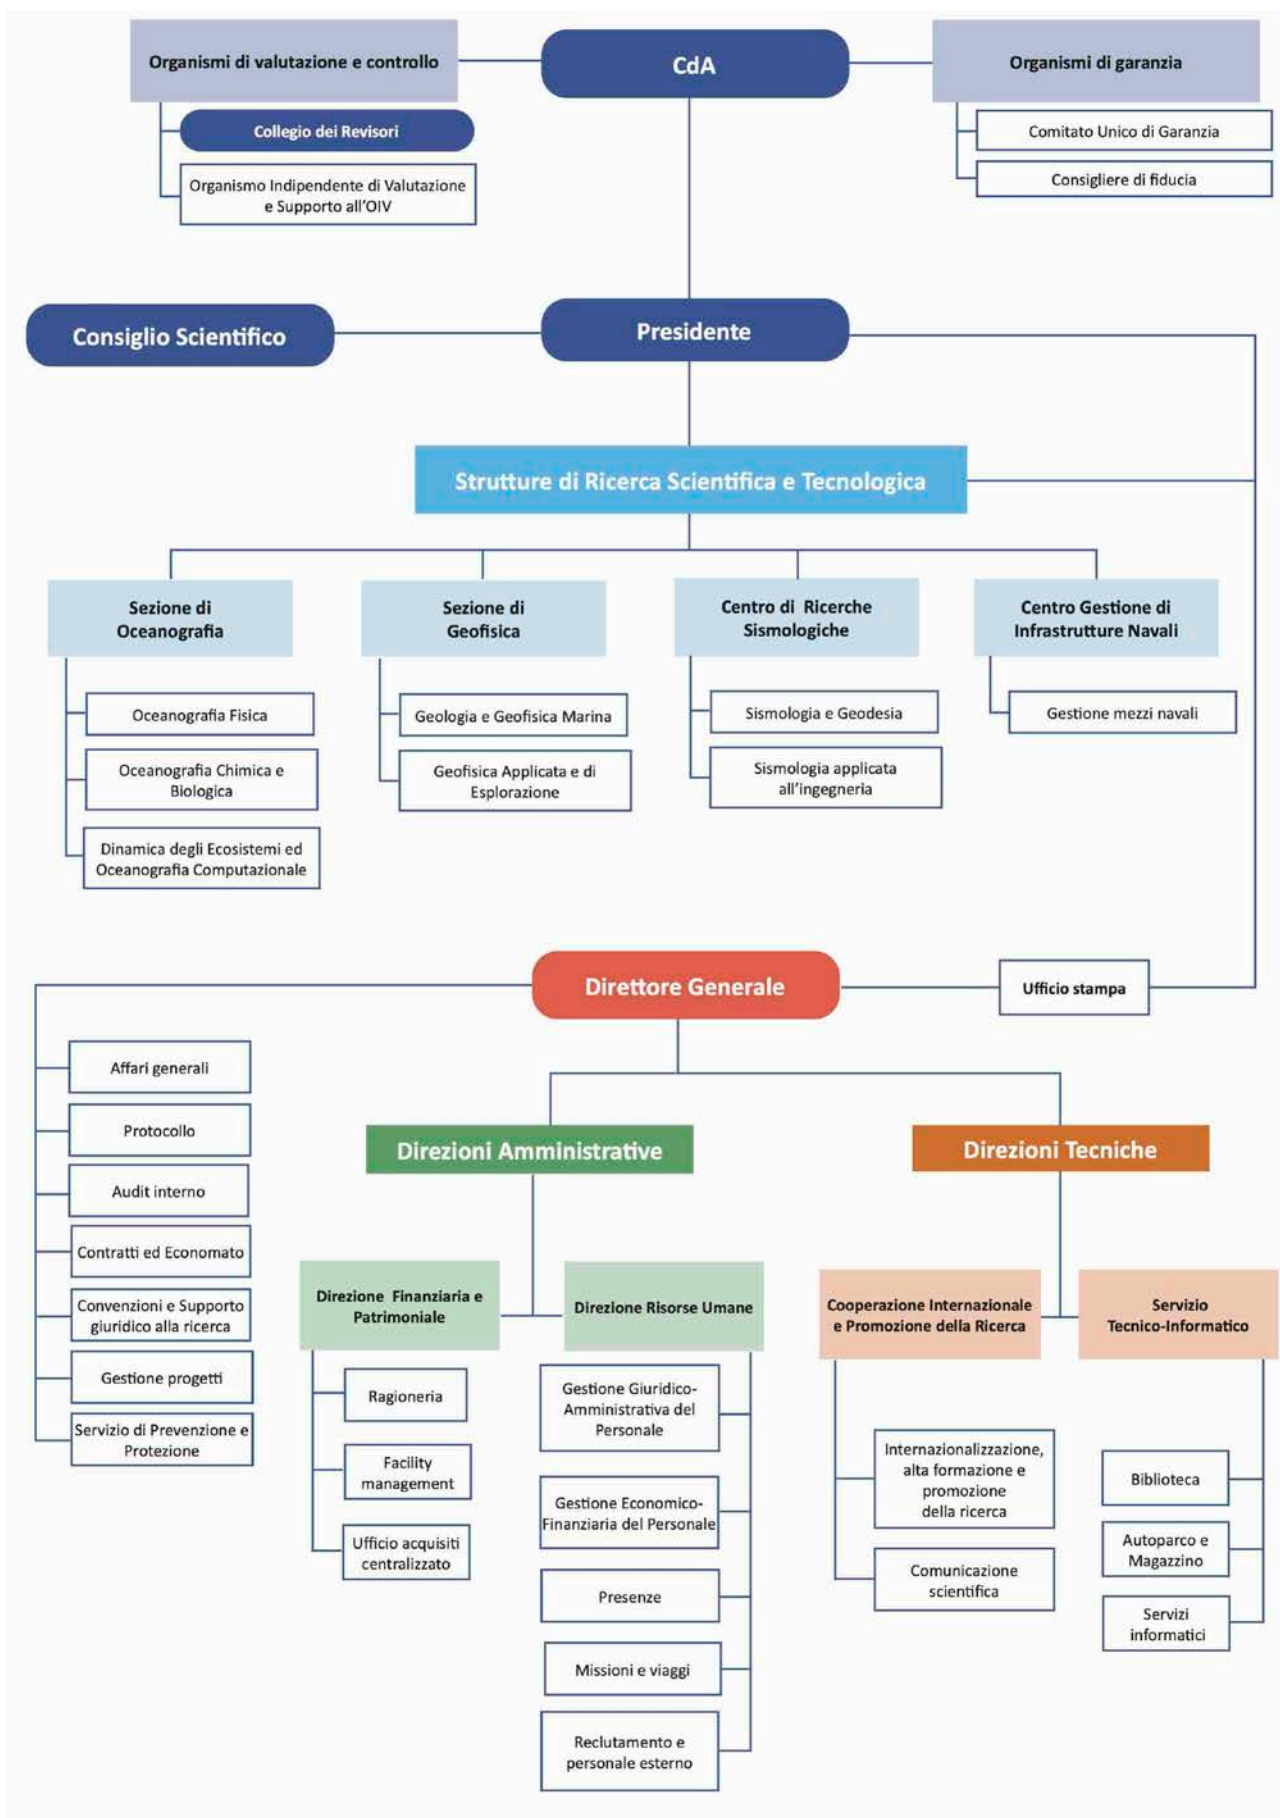 Organismi di valutazione e controllo
CdA
Organismi di garanzia
Collegio dei Revisori
Organismo Indipendente di Valutazione
e Supporto all'OIV
Comitato Unico di Garanzia
Consigliere di fiducia
Consiglio Scientifico
Presidente
Strutture di Ricerca Scientifica e Tecnologica
Sezione di
Oceanografia
Oceanografia Fisica
Oceanografia Chimica e
Biologica
Dinamica degli Ecosistemi ed
Oceanografia Computazionale
Sezione di
Geofisica
Geologia e Geofisica Marina
Geofisica Applicata e di
Esplorazione
Centro di Ricerche
Sismologiche
Sismologia e Geodesia
Sismologia applicata
all'ingegneria
Centro Gestione di
Infrastrutture Navali
Gestione mezzi navali
Direttore Generale
Ufficio stampa
Affari generali
Protocollo
Audit interno
Contratti ed Economato
Convenzioni e Supporto
giuridico alla ricerca
Gestione progetti
Servizio di Prevenzione e
Protezione
Direzioni Amministrative
Direzione Finanziaria e
Patrimoniale
Ragioneria
Facility
management
Ufficio acquisiti
centralizzato
Direzione Risorse Umane
Gestione Giuridico-
Amministrativa del
Personale
Gestione Economico-
Finanziaria del Personale
Presenze
Missioni e viaggi
Reclutamento e
personale esterno
Direzioni Tecniche
Cooperazione Internazionale
e Promozione della Ricerca
Internazionalizzazione,
alta formazione e
promozione
della ricerca
Comunicazione
scientifica
Servizio
Tecnico-Informatico
Biblioteca
Autoparco e
Magazzino
Servizi
informatici